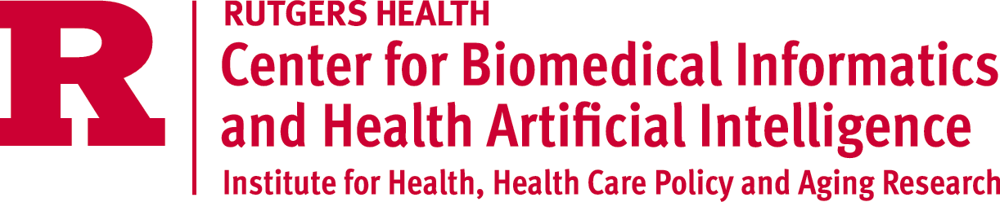 R
RUTGERS HEALTH
Center for Biomedical Informatics
and Health Artificial Intelligence
Institute for Health, Health Care Policy and Aging Research